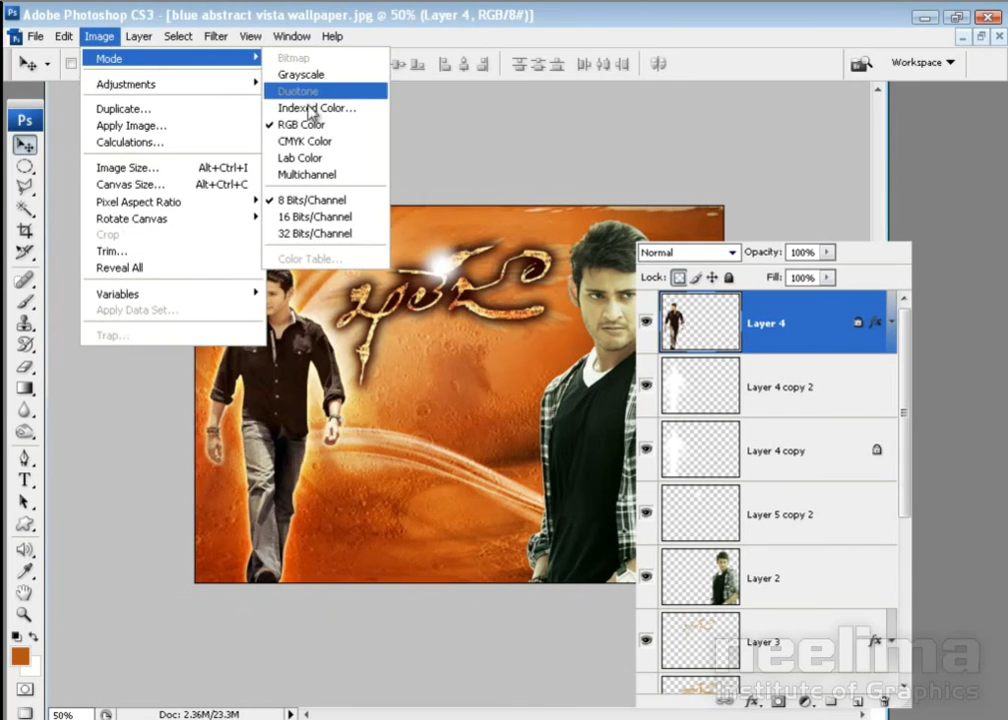 Adobe Photoshop CS3 - [blue abstract vista wallpaper.jpg @ 50% (Layer 4, RGB/8#)]
File Edit Image Layer Select Filter View Window Help
Workspace
Mode
Adjustments
Duplicate...
Apply Image...
Calculations...
Image Size... Alt+Ctrl+I
Canvas Size... Alt+Ctrl+C
Pixel Aspect Ratio
Rotate Canvas
Crop
Trim...
Reveal All
Variables
Apply Data Set...
Trap...
Bitmap
Grayscale
Duotone
Indexed Color...
RGB Color
CMYK Color
Lab Color
Multichannel
8 Bits/Channel
16 Bits/Channel
32 Bits/Channel
Color Table...
Ps
ఖలేజా
Normal Opacity: 100%
Lock: Fill: 100%
Layer 4 fx
Layer 4 copy 2
Layer 4 copy
Layer 5 copy 2
Layer 2
Layer 3 fx
neelima
Institute of Graphics
50% Doc: 2.36M/23.3M